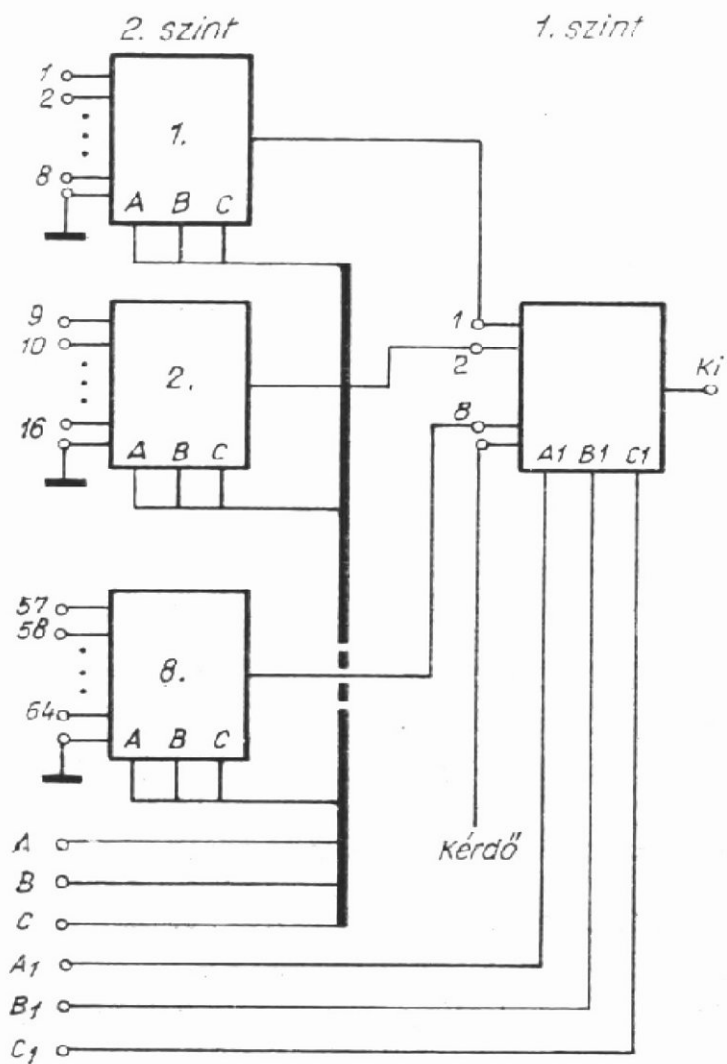 2. szint
1. szint
1
2
8
1.
A B C
9
10
16
2.
A B C
1
2
8
A1 B1 C1
Ki
57
58
64
8.
A B C
Kérdő
A
B
C
A1
B1
C1